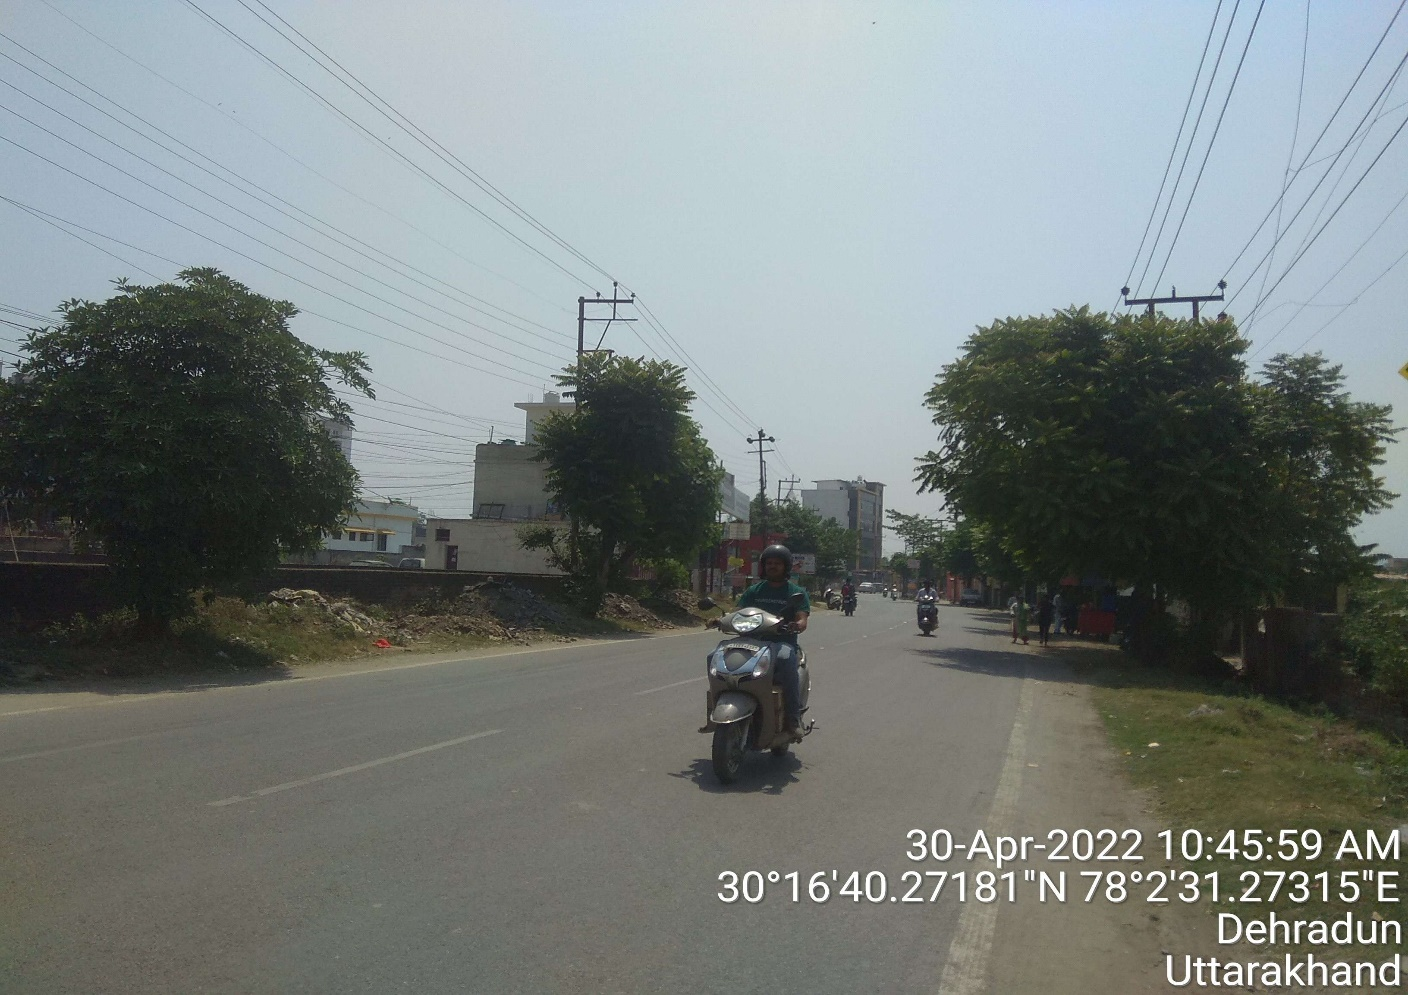 30-Apr-2022 10:45:59 AM
30°16'40.27181"N 78°2'31.27315"E
Dehradun
Uttarakhand